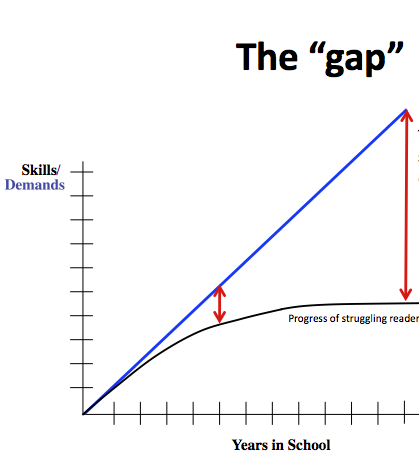 The “gap”
Skills/
Demands
Progress of struggling reader
Years in School